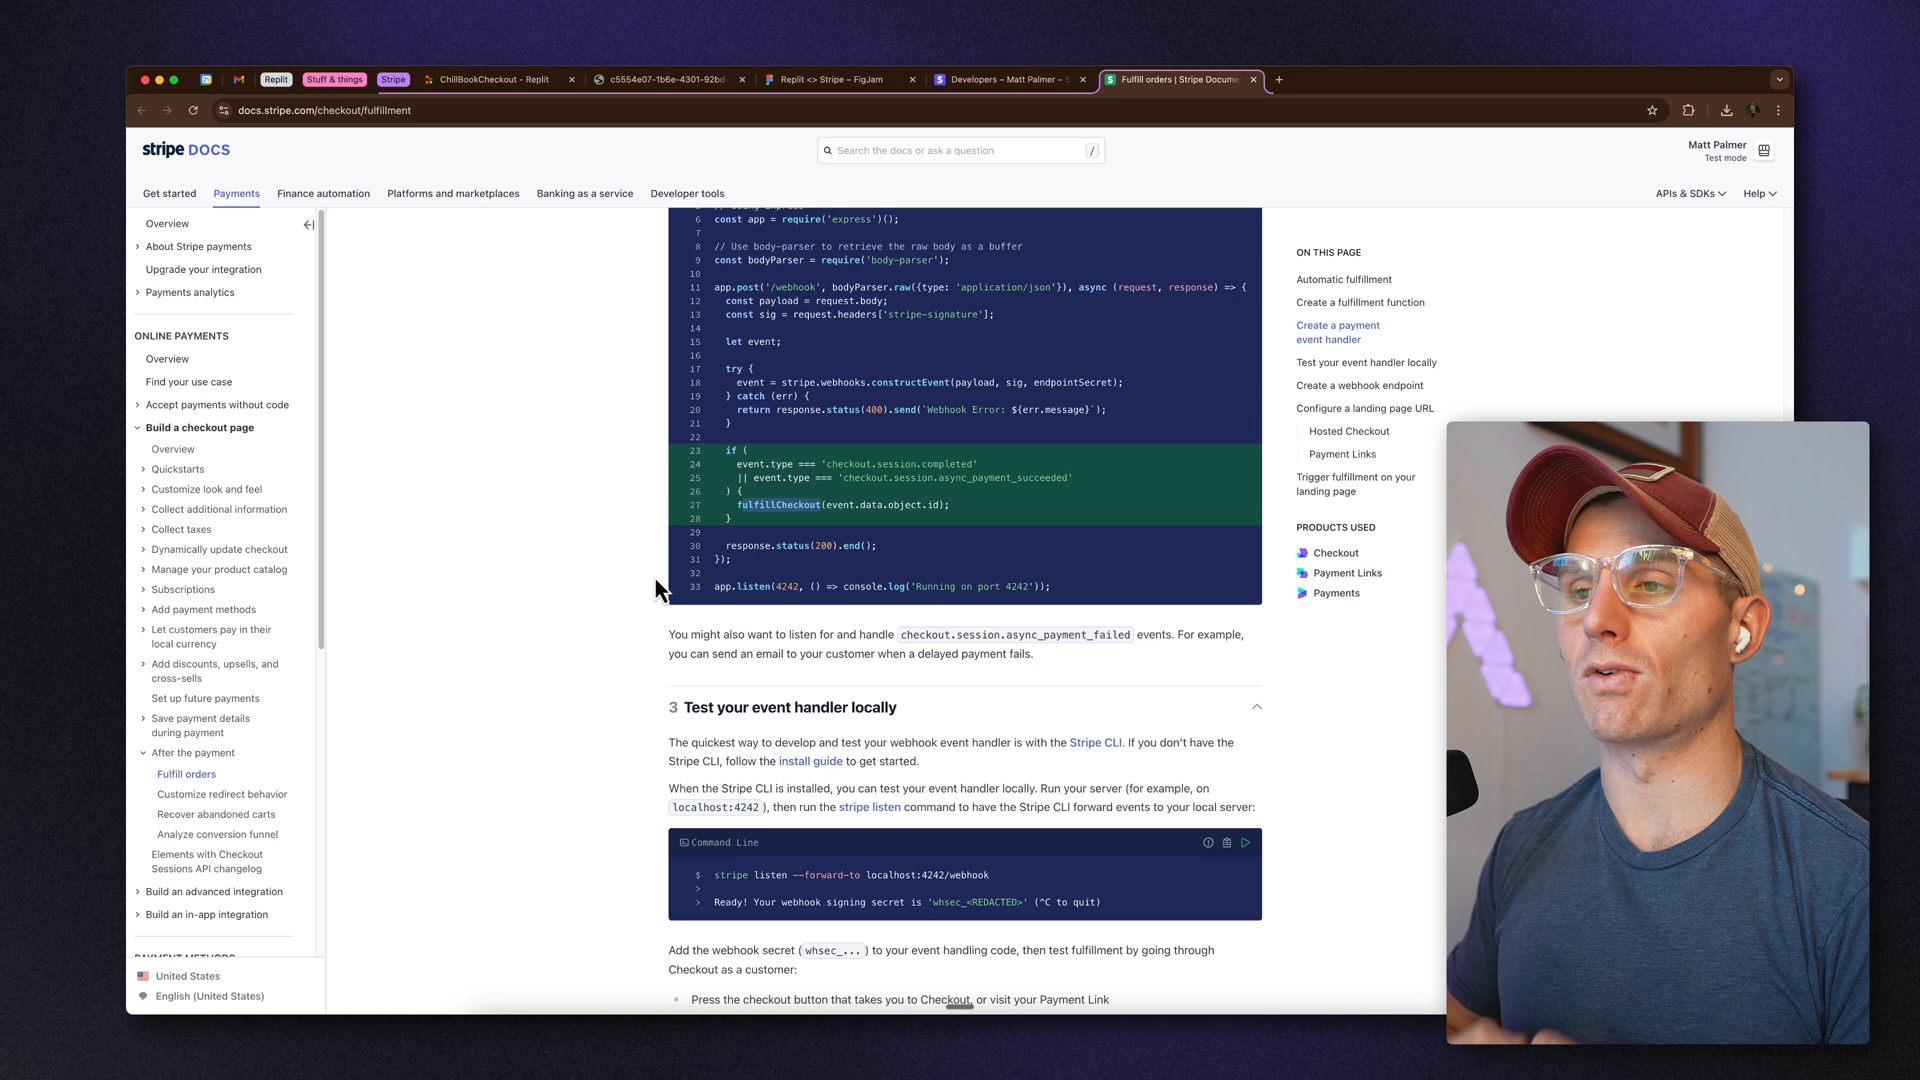 Replit
Stuff & things
Stripe
ChillBookCheckout - Replit
c5554e07-1b6e-4301-92bd-
Replit <> Stripe – FigJam
Developers – Matt Palmer – S
Fulfill orders | Stripe Docume
docs.stripe.com/checkout/fulfillment
stripe DOCS
Search the docs or ask a question
/
Matt Palmer
Test mode
Get started
Payments
Finance automation
Platforms and marketplaces
Banking as a service
Developer tools
APIs & SDKs
Help
Overview
About Stripe payments
Upgrade your integration
Payments analytics
ONLINE PAYMENTS
Overview
Find your use case
Accept payments without code
Build a checkout page
Overview
Quickstarts
Customize look and feel
Collect additional information
Collect taxes
Dynamically update checkout
Manage your product catalog
Subscriptions
Add payment methods
Let customers pay in their
local currency
Add discounts, upsells, and
cross-sells
Set up future payments
Save payment details
during payment
After the payment
Fulfill orders
Customize redirect behavior
Recover abandoned carts
Analyze conversion funnel
Elements with Checkout
Sessions API changelog
Build an advanced integration
Build an in-app integration
PAYMENT METHODS
United States
English (United States)
6 const app = require('express')();
7
8 // Use body-parser to retrieve the raw body as a buffer
9 const bodyParser = require('body-parser');
10
11 app.post('/webhook', bodyParser.raw({type: 'application/json'}), async (request, response) => {
12 const payload = request.body;
13 const sig = request.headers['stripe-signature'];
14
15 let event;
16
17 try {
18 event = stripe.webhooks.constructEvent(payload, sig, endpointSecret);
19 } catch (err) {
20 return response.status(400).send(`Webhook Error: ${err.message}`);
21 }
22
23 if (
24 event.type === 'checkout.session.completed'
25 || event.type === 'checkout.session.async_payment_succeeded'
26 ) {
27 fulfillCheckout(event.data.object.id);
28 }
29
30 response.status(200).end();
31 });
32
33 app.listen(4242, () => console.log('Running on port 4242'));
You might also want to listen for and handle checkout.session.async_payment_failed events. For example,
you can send an email to your customer when a delayed payment fails.
3 Test your event handler locally
The quickest way to develop and test your webhook event handler is with the Stripe CLI. If you don't have the
Stripe CLI, follow the install guide to get started.
When the Stripe CLI is installed, you can test your event handler locally. Run your server (for example, on
localhost:4242), then run the stripe listen command to have the Stripe CLI forward events to your local server:
Command Line
$ stripe listen --forward-to localhost:4242/webhook
>
> Ready! Your webhook signing secret is 'whsec_<REDACTED>' (^C to quit)
Add the webhook secret (whsec_...) to your event handling code, then test fulfillment by going through
Checkout as a customer:
Press the checkout button that takes you to Checkout, or visit your Payment Link
ON THIS PAGE
Automatic fulfillment
Create a fulfillment function
Create a payment
event handler
Test your event handler locally
Create a webhook endpoint
Configure a landing page URL
Hosted Checkout
Payment Links
Trigger fulfillment on your
landing page
PRODUCTS USED
Checkout
Payment Links
Payments